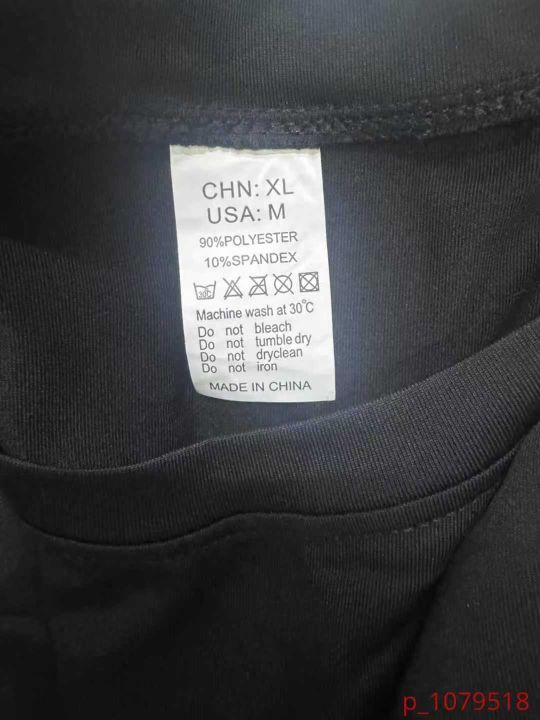 CHN: XL
USA: M
90%POLYESTER
10%SPANDEX
30C
Machine wash at 30°C
Do not bleach
Do not tumble dry
Do not dryclean
Do not iron
MADE IN CHINA
p_1079518